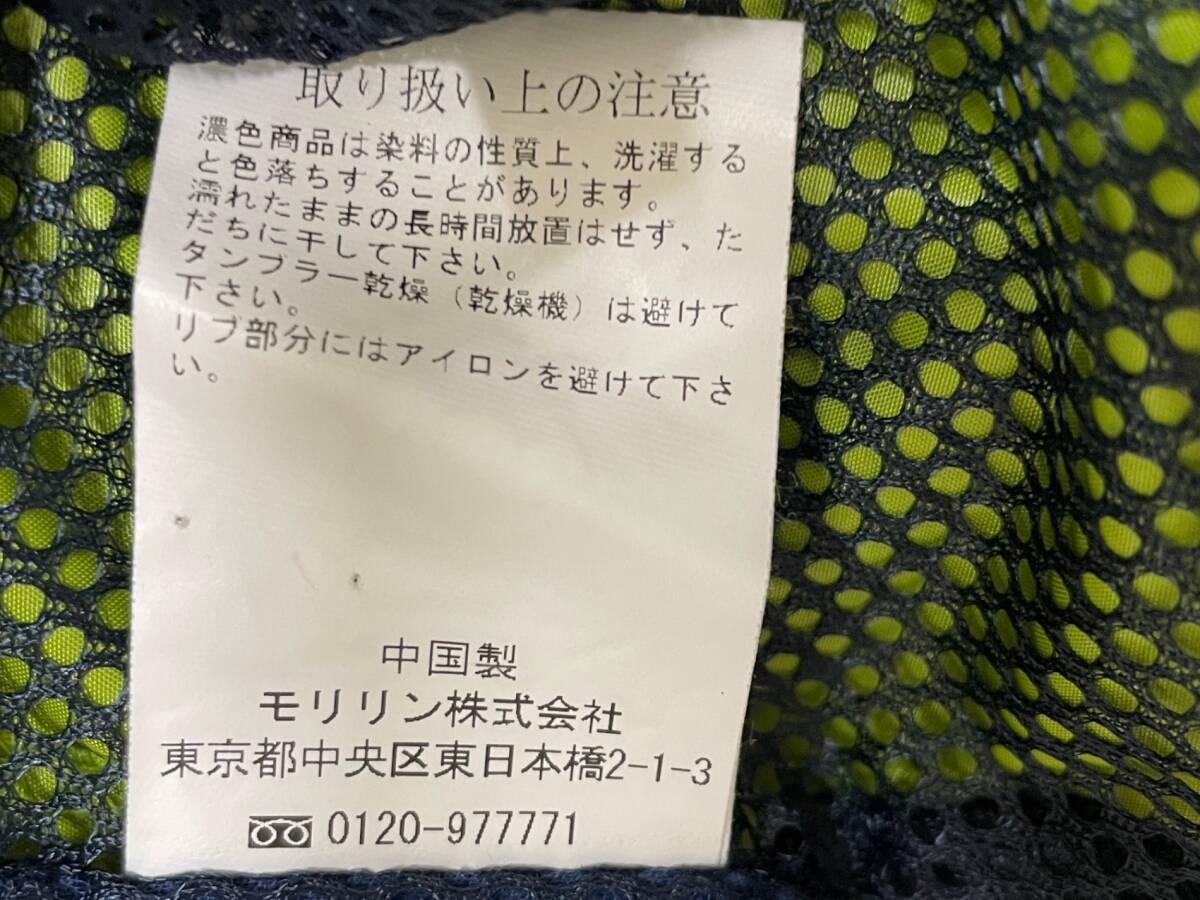 取り扱い上の注意
濃色商品は染料の性質上、洗濯する
と色落ちすることがあります。
濡れたままの長時間放置はせず、た
だちに干して下さい。
タンブラー乾燥（乾燥機）は避けて
下さい。
リブ部分にはアイロンを避けて下さ
い。
中国製
モリリン株式会社
東京都中央区東日本橋2-1-3
0120-977771